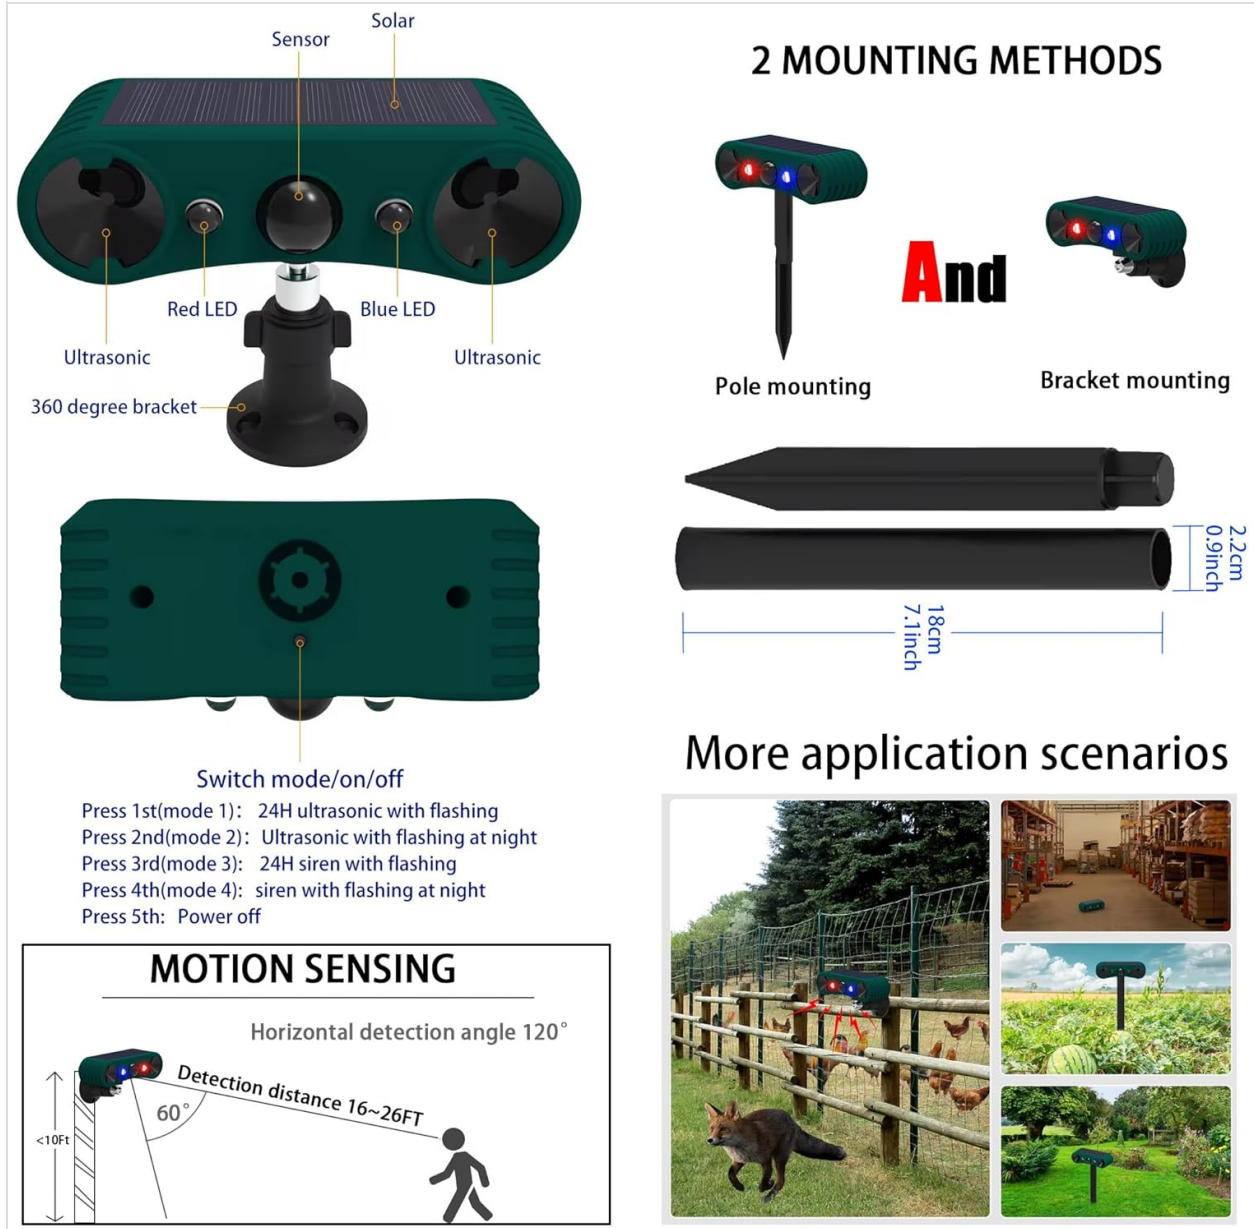 Solar
Sensor
Red LED
Blue LED
Ultrasonic
Ultrasonic
360 degree bracket
Switch mode/on/off
Press 1st(mode 1): 24H ultrasonic with flashing
Press 2nd(mode 2): Ultrasonic with flashing at night
Press 3rd(mode 3): 24H siren with flashing
Press 4th(mode 4): siren with flashing at night
Press 5th: Power off
MOTION SENSING
Horizontal detection angle 120°
Detection distance 16~26FT
60°
<10Ft
2 MOUNTING METHODS
And
Pole mounting
Bracket mounting
2.2cm
0.9inch
18cm
7.1inch
More application scenarios